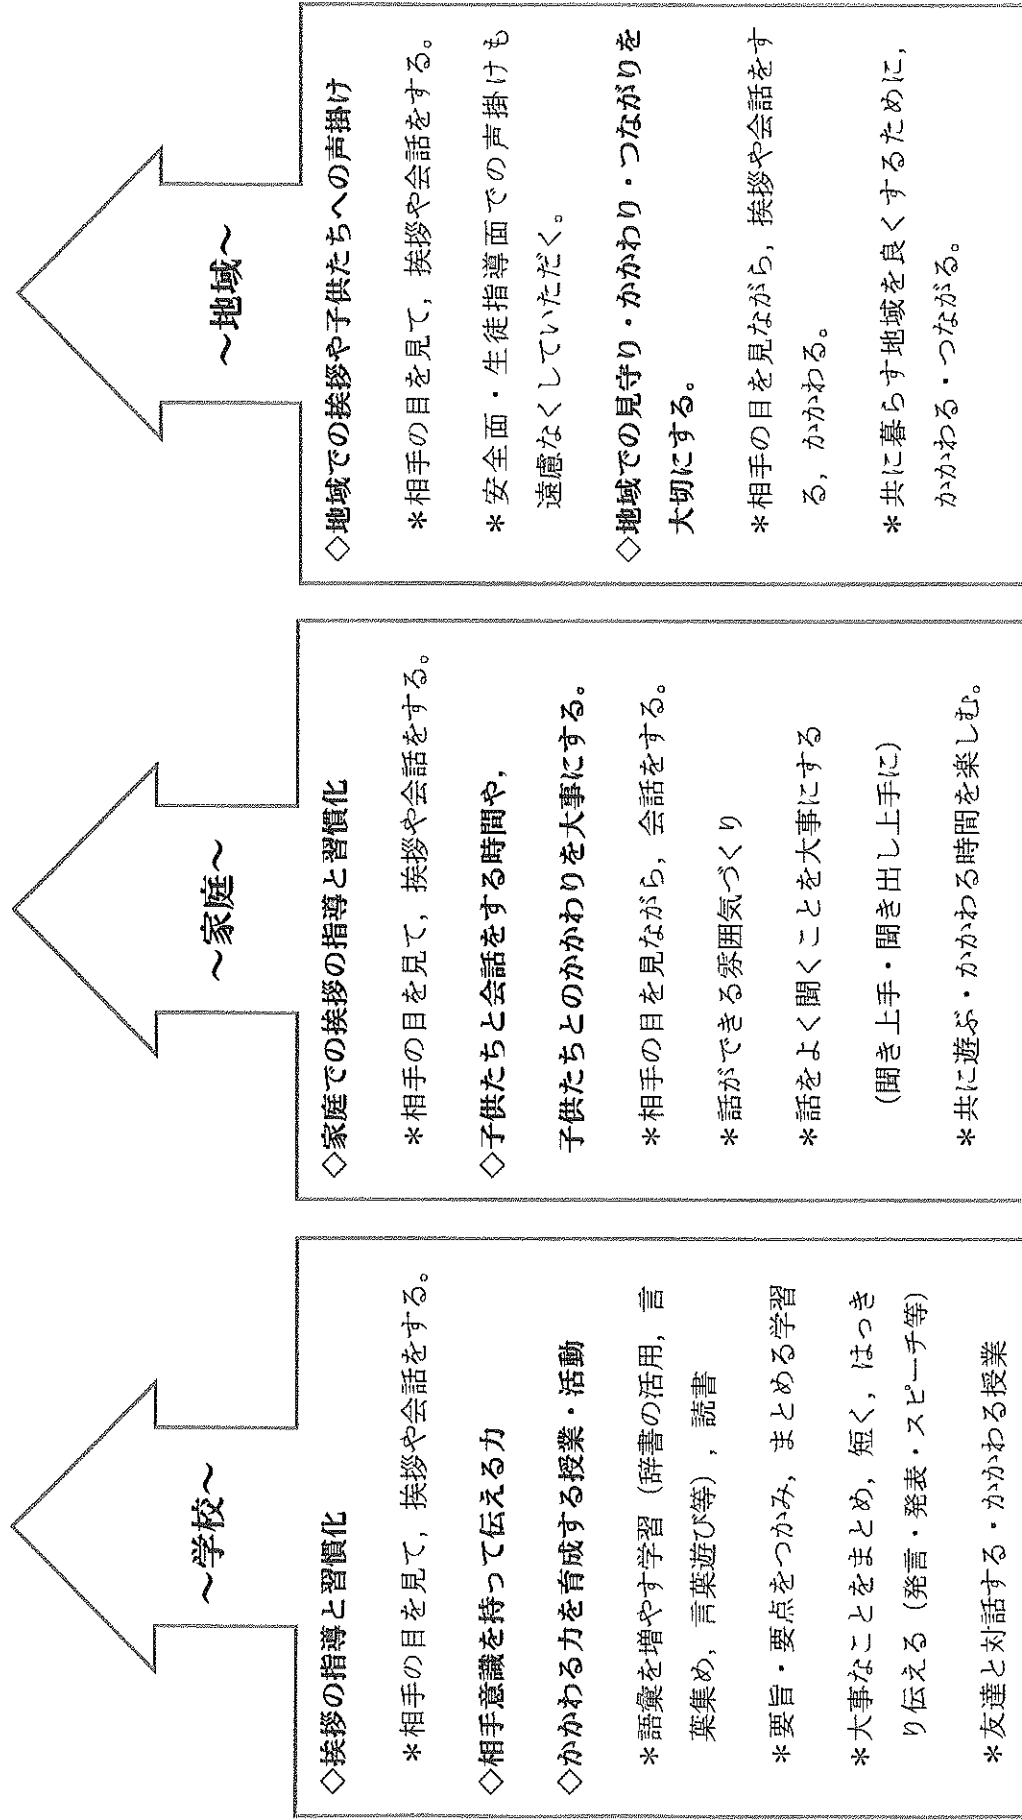 ～学校～
◇挨拶の指導と習慣化
＊相手の目を見て，挨拶や会話をする。
◇相手意識を持って伝える力
◇かかわる力を育成する授業・活動
＊語彙を増やす学習（辞書の活用，言
葉集め，言葉遊び等），読書
＊要旨・要点をつかみ，まとめる学習
＊大事なことをまとめ，短く，はっき
り伝える（発言・発表・スピーチ等）
＊友達と対話する・かかわる授業
～家庭～
◇家庭での挨拶の指導と習慣化
＊相手の目を見て，挨拶や会話をする。
◇子供たちと会話をする時間や，
子供たちとのかかわりを大事にする。
＊相手の目を見ながら，会話をする。
＊話ができる雰囲気づくり
＊話をよく聞くことを大事にする
（聞き上手・聞き出し上手に）
＊共に遊ぶ・かかわる時間を楽しむ。
～地域～
◇地域での挨拶や子供たちへの声掛け
＊相手の目を見て，挨拶や会話をする。
＊安全面・生徒指導面での声掛けも
遠慮なくしていただく。
◇地域での見守り・かかわり・つながりを
大切にする。
＊相手の目を見ながら，挨拶や会話をす
る，かかわる。
＊共に暮らす地域を良くするために，
かかわる・つながる。